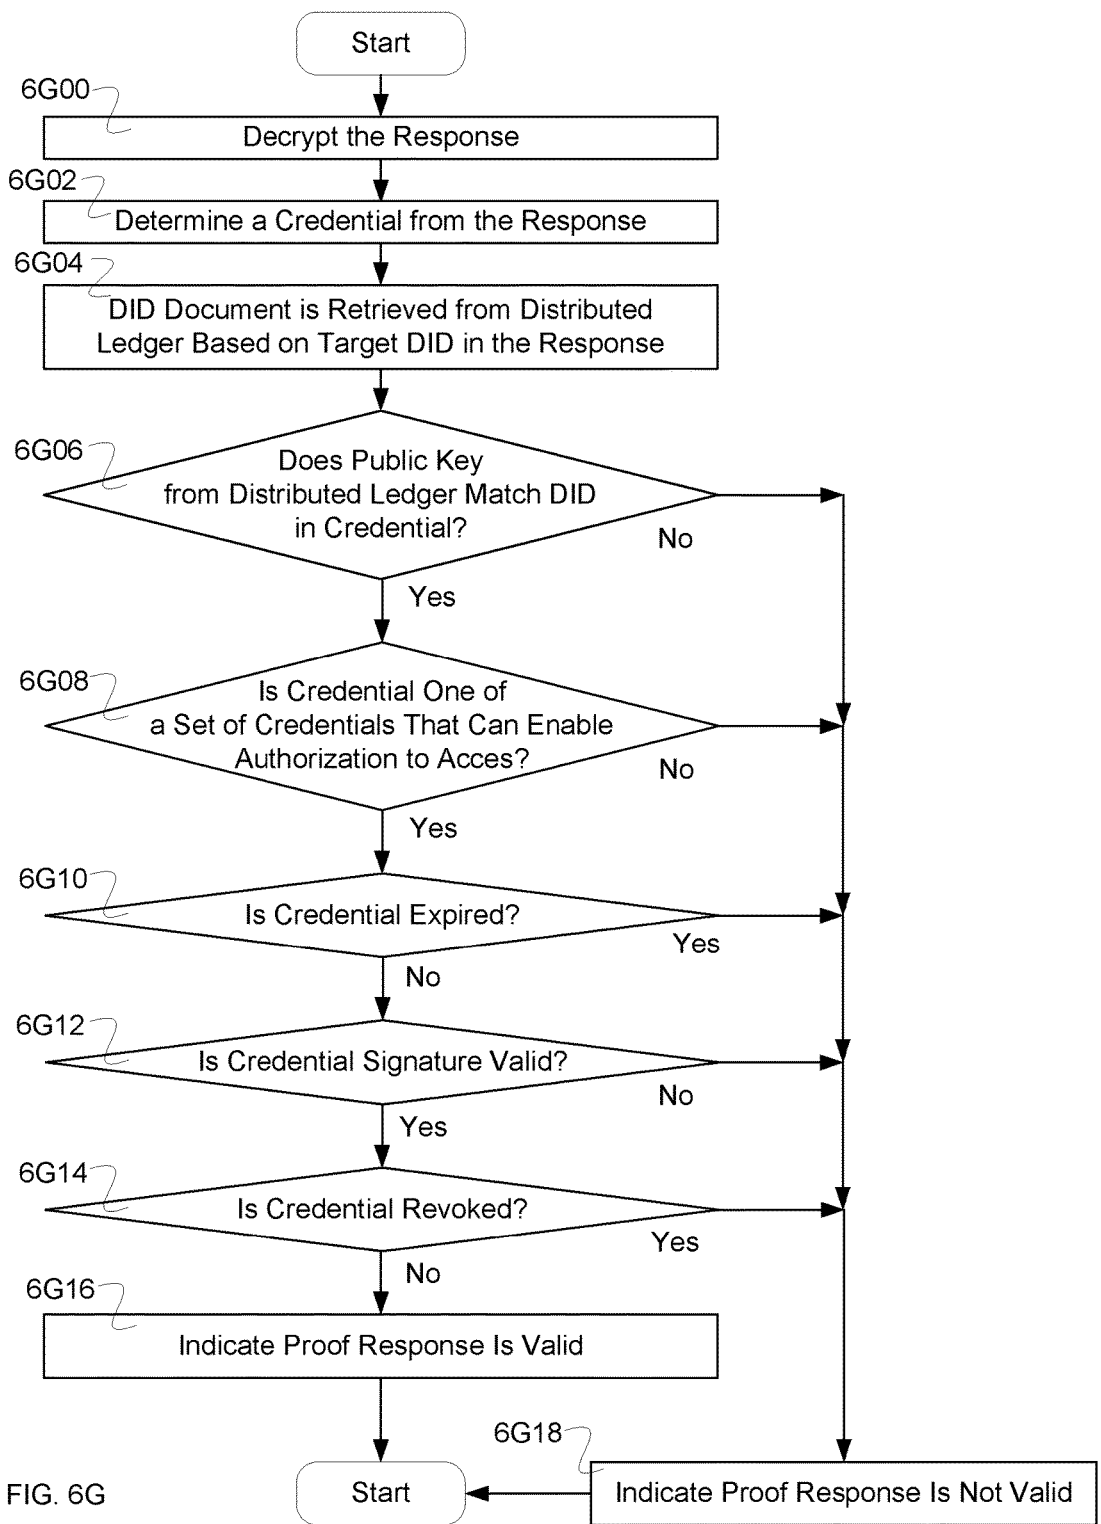 Start
6G00
Decrypt the Response
6G02
Determine a Credential from the Response
6G04
DID Document is Retrieved from Distributed
Ledger Based on Target DID in the Response
6G06
Does Public Key
from Distributed Ledger Match DID
in Credential?
No
Yes
6G08
Is Credential One of
a Set of Credentials That Can Enable
Authorization to Acces?
No
Yes
6G10
Is Credential Expired?
Yes
No
6G12
Is Credential Signature Valid?
No
Yes
6G14
Is Credential Revoked?
Yes
No
6G16
Indicate Proof Response Is Valid
6G18
FIG. 6G
Start
Indicate Proof Response Is Not Valid